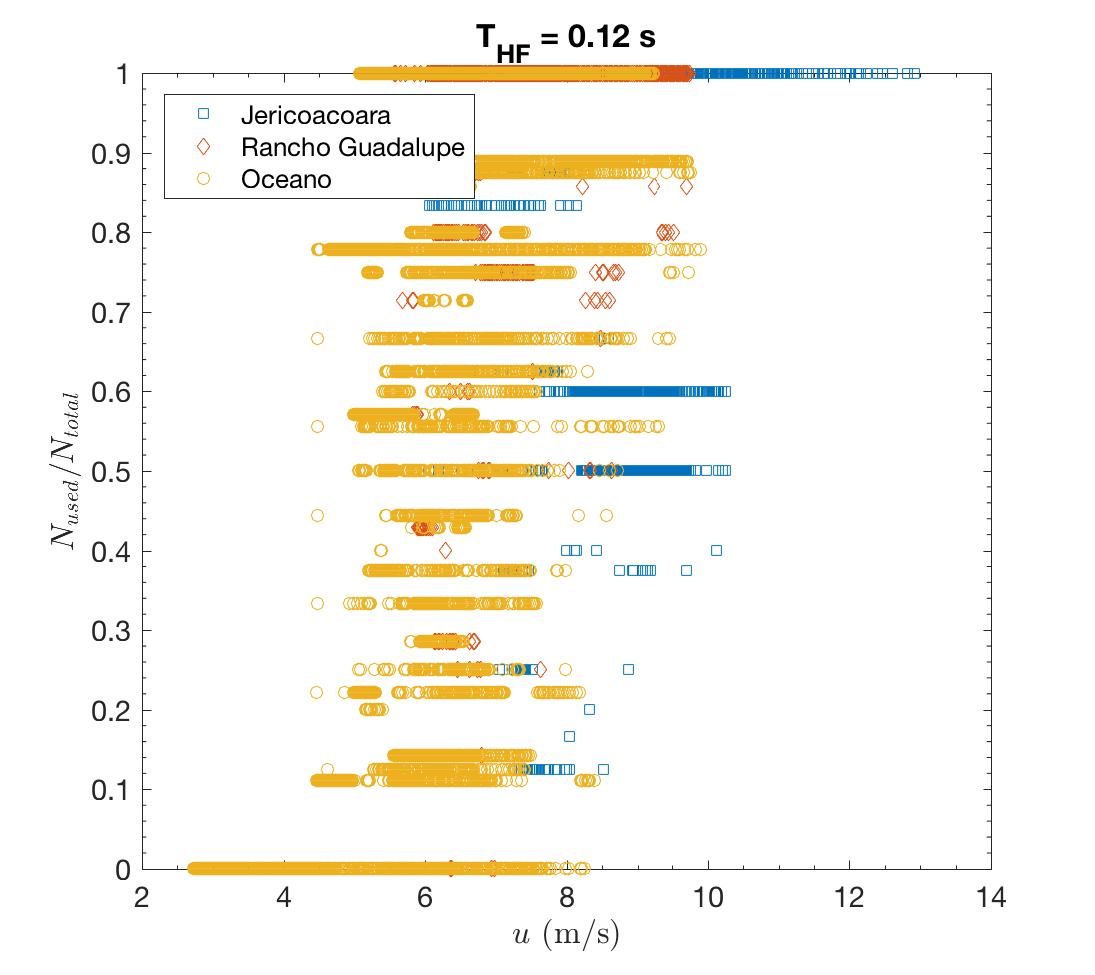 T_HF = 0.12 s
1
0.9
0.8
0.7
0.6
0.5
0.4
0.3
0.2
0.1
0
N_used/N_total
Jericoacoara
Rancho Guadalupe
Oceano
2 4 6 8 10 12 14
u (m/s)